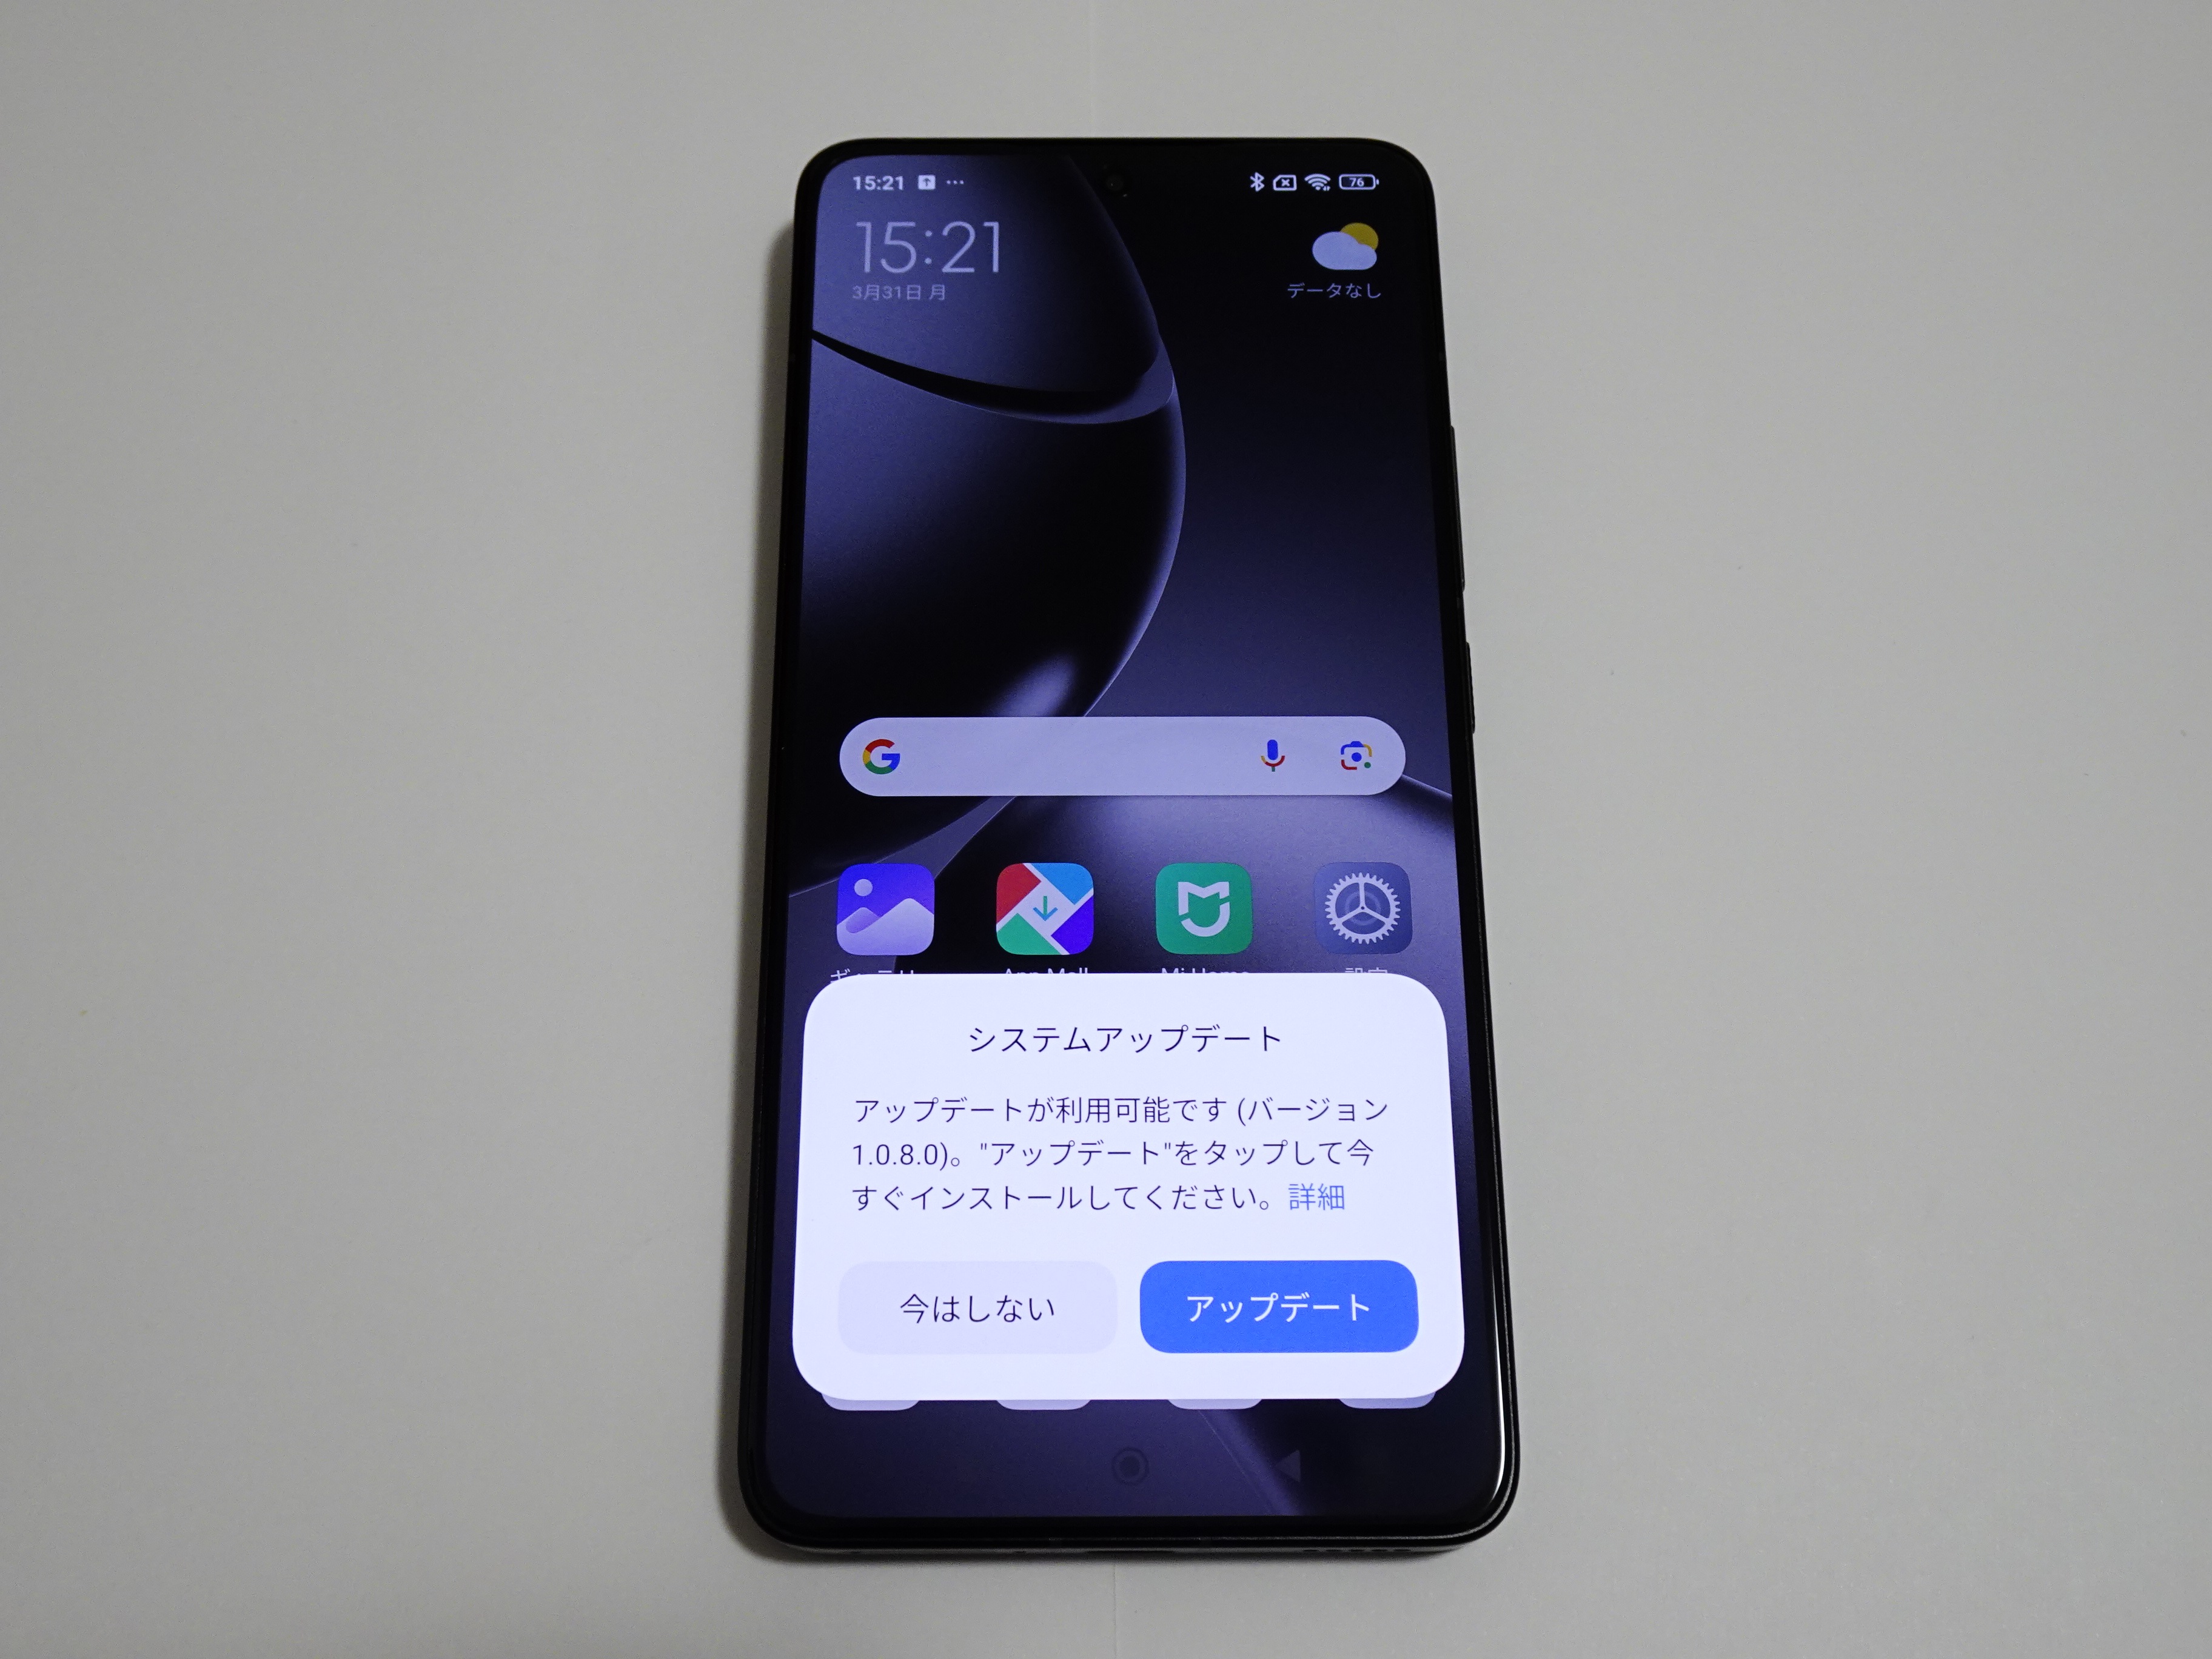 15:21
76
15:21
3月31日 月
データなし
システムアップデート
アップデートが利用可能です (バージョン
1.0.8.0)。"アップデート"をタップして今
すぐインストールしてください。詳細
今はしない
アップデート